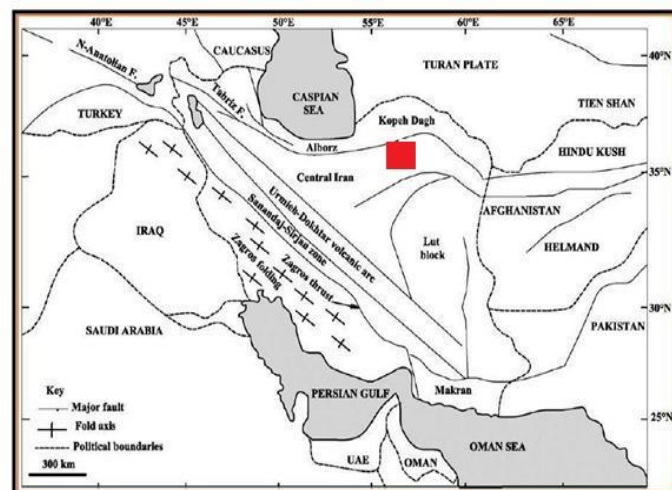 40°E 45°E 50°E 55°E 60°E 65°E
N-Anatolian F.
CAUCASUS
40°N
TURAN PLATE
Tabriz F.
CASPIAN
SEA
TIEN SHAN
TURKEY
Kopeh Dagh
Alborz
HINDU KUSH
35°N
Central Iran
Urmieh-Dokhtar volcanic arc
AFGHANISTAN
Sanandaj-Sirjan zone
IRAQ
Lut
block
HELMAND
Zagros thrust
Zagros folding
30°N
SAUDI ARABIA
PAKISTAN
Key
Major fault
Fold axis
Political boundaries
300 km
PERSIAN GULF
Makran
25°N
OMAN SEA
UAE
OMAN